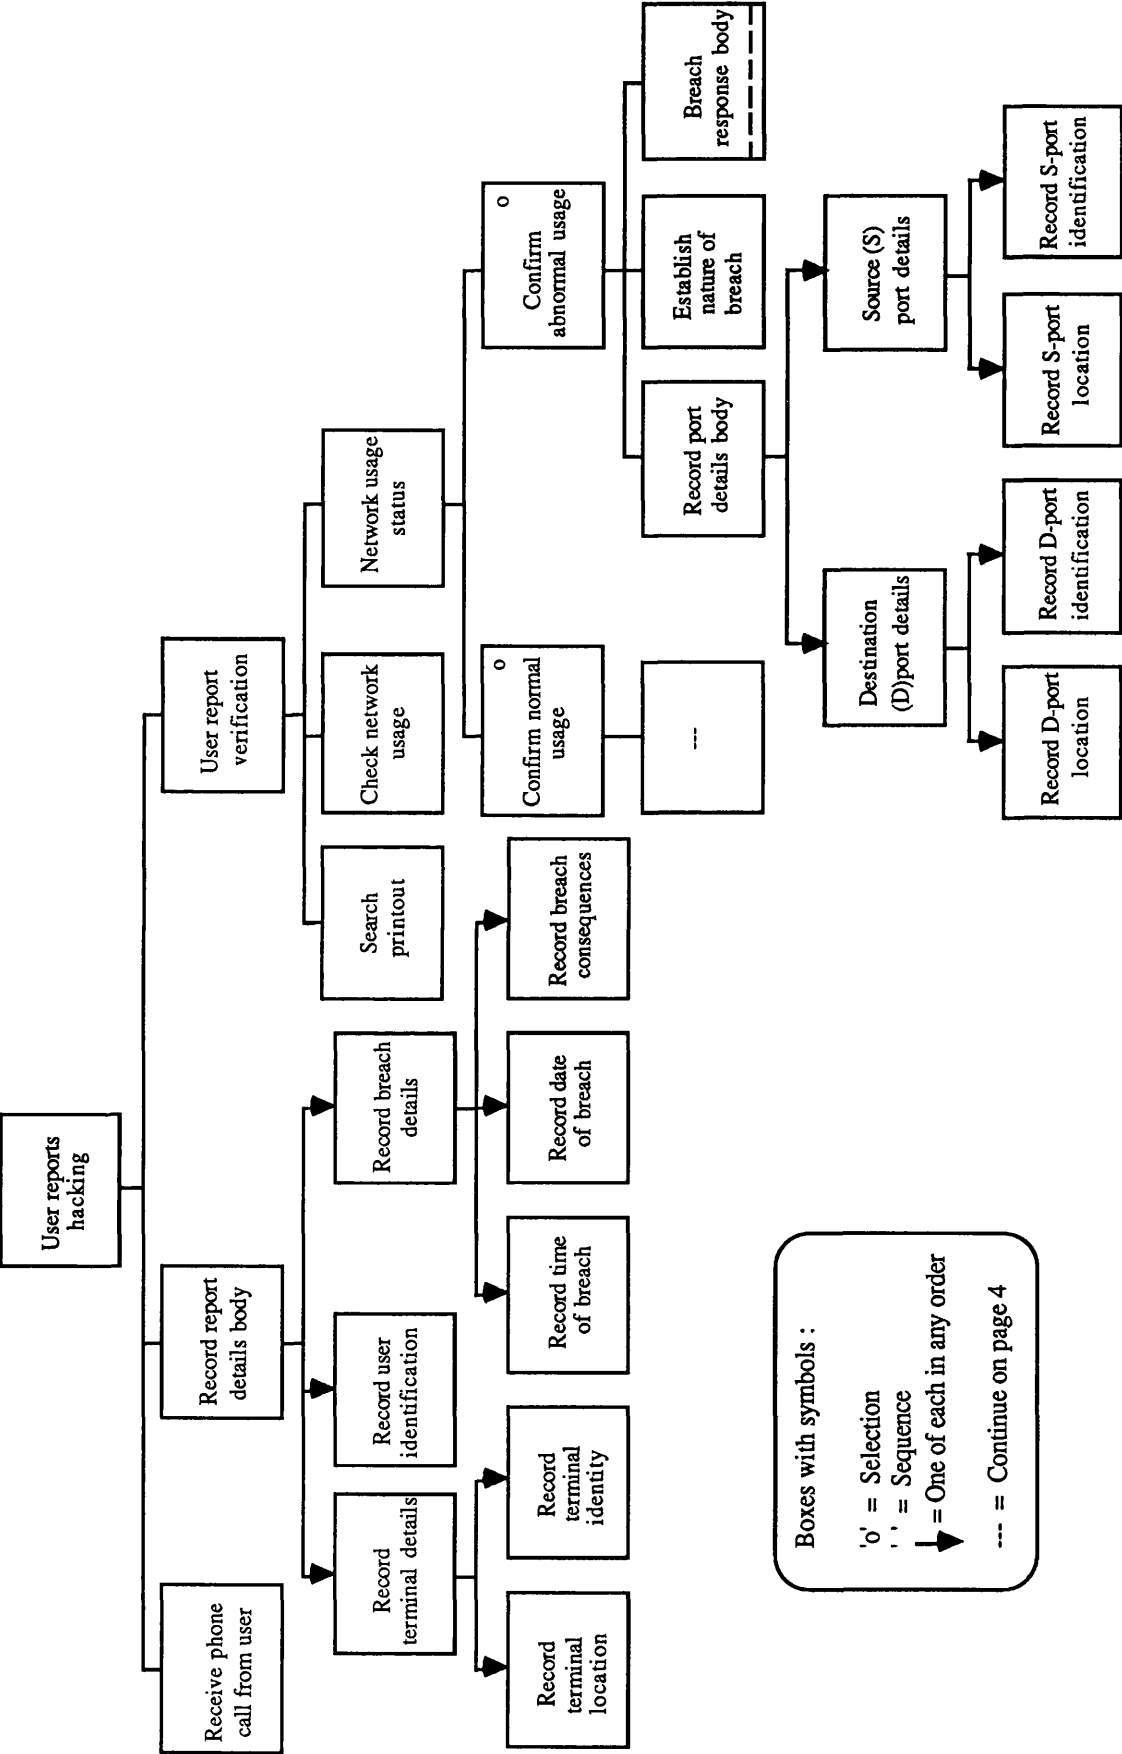 User reports
hacking
Receive phone
call from user
Record report
details body
User report
verification
Record
terminal details
Record user
identification
Record breach
details
Search
printout
Check network
usage
Network usage
status
Record
terminal
location
Record
terminal
identity
Record time
of breach
Record date
of breach
Record breach
consequences
o
Confirm normal
usage
o
Confirm
abnormal usage
---
Record port
details body
Establish
nature of
breach
Breach
response body
Destination
(D)port details
Source (S)
port details
Record D-port
location
Record D-port
identification
Record S-port
location
Record S-port
identification
Boxes with symbols :
'o' = Selection
' ' = Sequence
= One of each in any order
--- = Continue on page 4